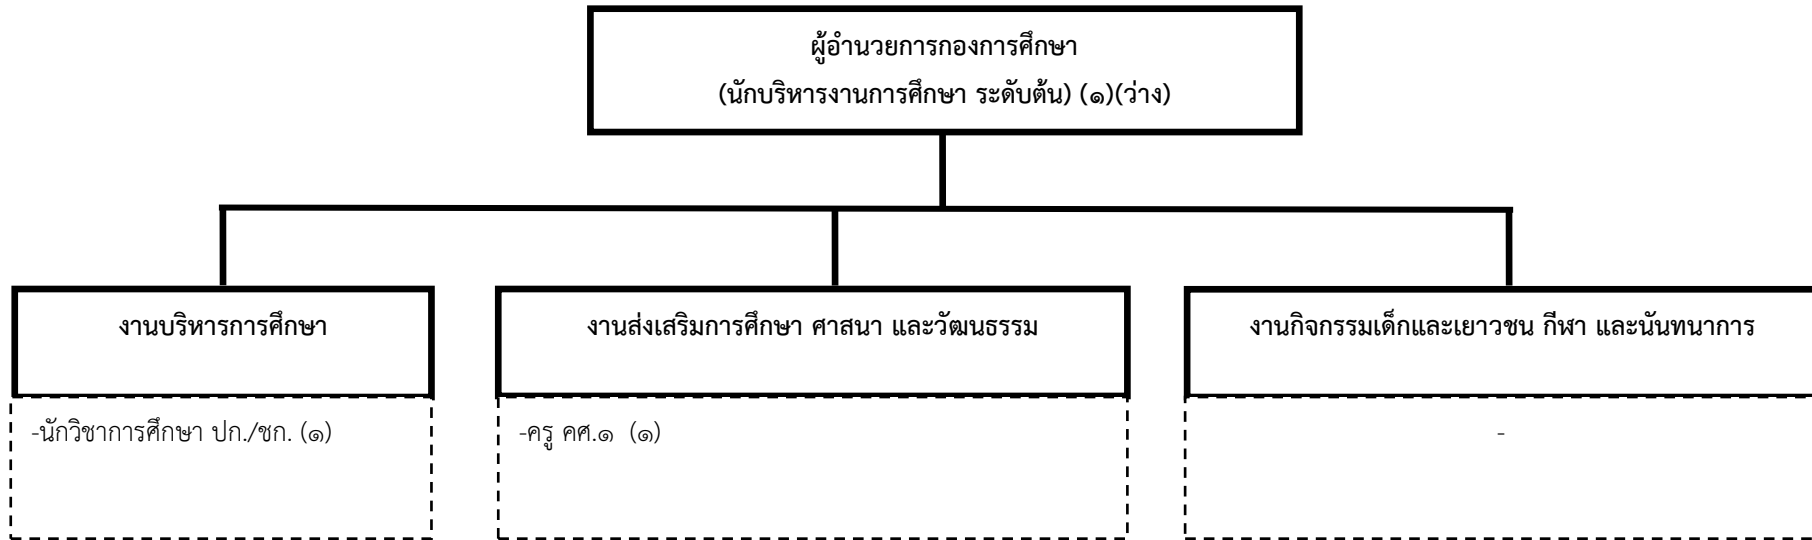 ผู้อำนวยการกองการศึกษา
(นักบริหารงานการศึกษา ระดับต้น) (๑)(ว่าง)
งานบริหารการศึกษา
-นักวิชาการศึกษา ปก./ชก. (๑)
งานส่งเสริมการศึกษา ศาสนา และวัฒนธรรม
-ครู คศ.๑ (๑)
งานกิจกรรมเด็กและเยาวชน กีฬา และนันทนาการ
-